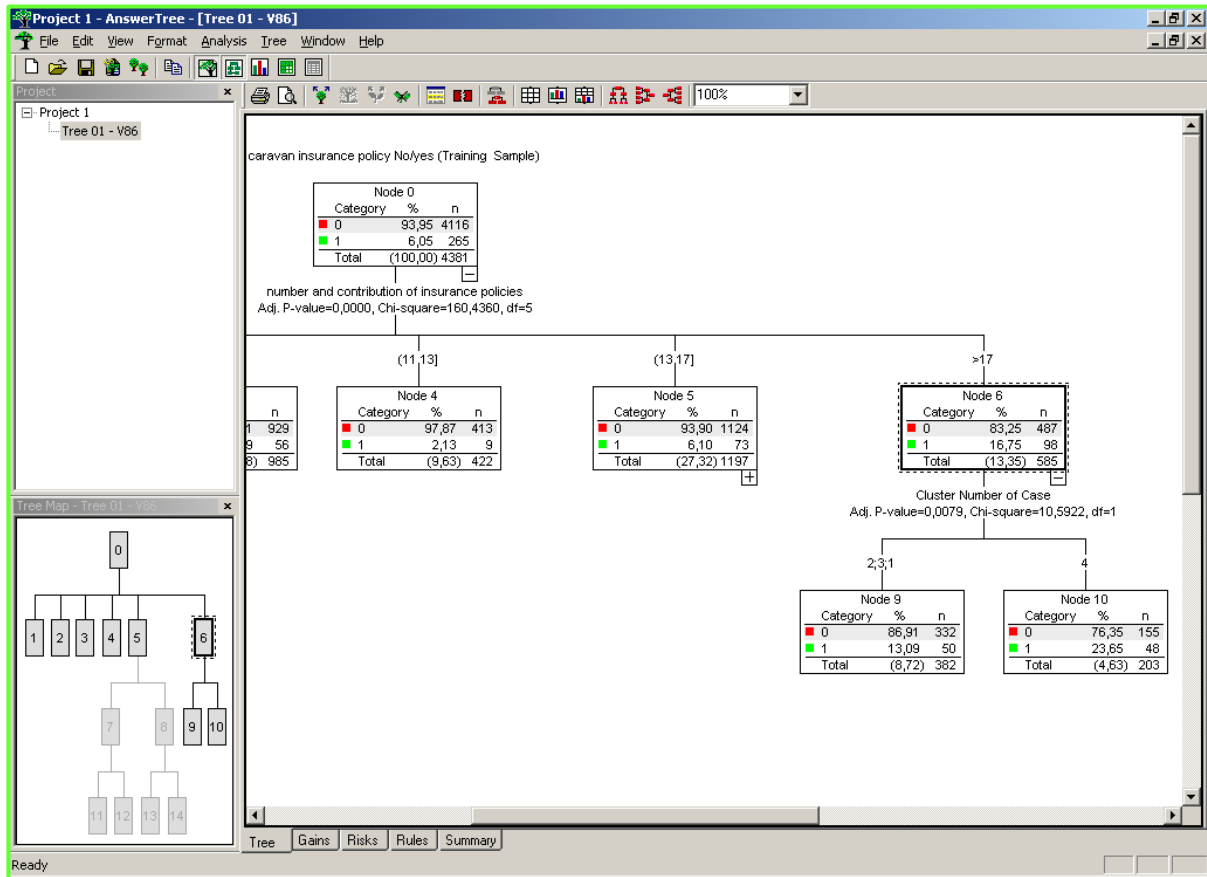 Project 1 - AnswerTree - [Tree 01 - V86]
File Edit View Format Analysis Tree Window Help
Project
100%
Project 1
Tree 01 - V86
caravan insurance policy No/yes (Training Sample)
Node 0
Category % n
0 93,95 4116
1 6,05 265
Total (100,00) 4381
number and contribution of insurance policies
Adj. P-value=0,0000, Chi-square=160,4360, df=5
(11,13] (13,17] >17
n
1 929
9 56
8) 985
Node 4
Category % n
0 97,87 413
1 2,13 9
Total (9,63) 422
Node 5
Category % n
0 93,90 1124
1 6,10 73
Total (27,32) 1197
Node 6
Category % n
0 83,25 487
1 16,75 98
Total (13,35) 585
Cluster Number of Case
Adj. P-value=0,0079, Chi-square=10,5922, df=1
2;3;1 4
Node 9
Category % n
0 86,91 332
1 13,09 50
Total (8,72) 382
Node 10
Category % n
0 76,35 155
1 23,65 48
Total (4,63) 203
Tree Map - Tree 01 - V86
0
1 2 3 4 5 6
7 8 9 10
11 12 13 14
Tree Gains Risks Rules Summary
Ready